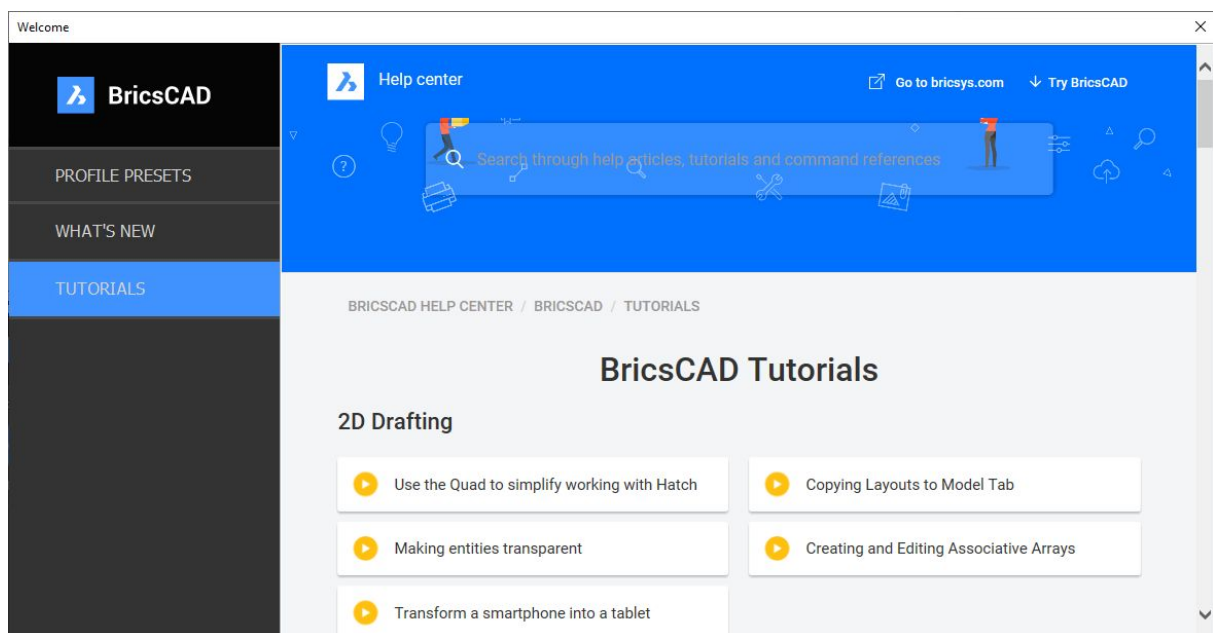 Welcome
BricsCAD
PROFILE PRESETS
WHAT'S NEW
TUTORIALS
Help center
Go to bricsys.com
Try BricsCAD
Search through help articles, tutorials and command references
BRICSCAD HELP CENTER / BRICSCAD / TUTORIALS
BricsCAD Tutorials
2D Drafting
Use the Quad to simplify working with Hatch
Copying Layouts to Model Tab
Making entities transparent
Creating and Editing Associative Arrays
Transform a smartphone into a tablet